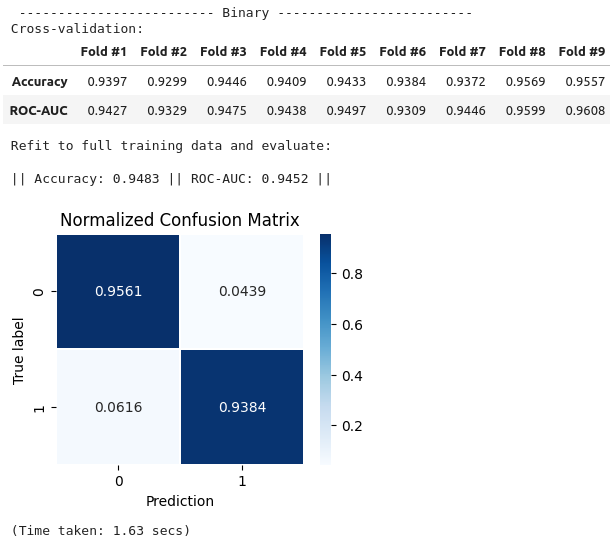 ------------------------- Binary -------------------------
Cross-validation:
Fold #1 Fold #2 Fold #3 Fold #4 Fold #5 Fold #6 Fold #7 Fold #8 Fold #9
Accuracy 0.9397 0.9299 0.9446 0.9409 0.9433 0.9384 0.9372 0.9569 0.9557
ROC-AUC 0.9427 0.9329 0.9475 0.9438 0.9497 0.9309 0.9446 0.9599 0.9608
Refit to full training data and evaluate:
|| Accuracy: 0.9483 || ROC-AUC: 0.9452 ||
Normalized Confusion Matrix
True label
0
1
0.9561 0.0439
0.0616 0.9384
0 1
Prediction
0.8
0.6
0.4
0.2
(Time taken: 1.63 secs)